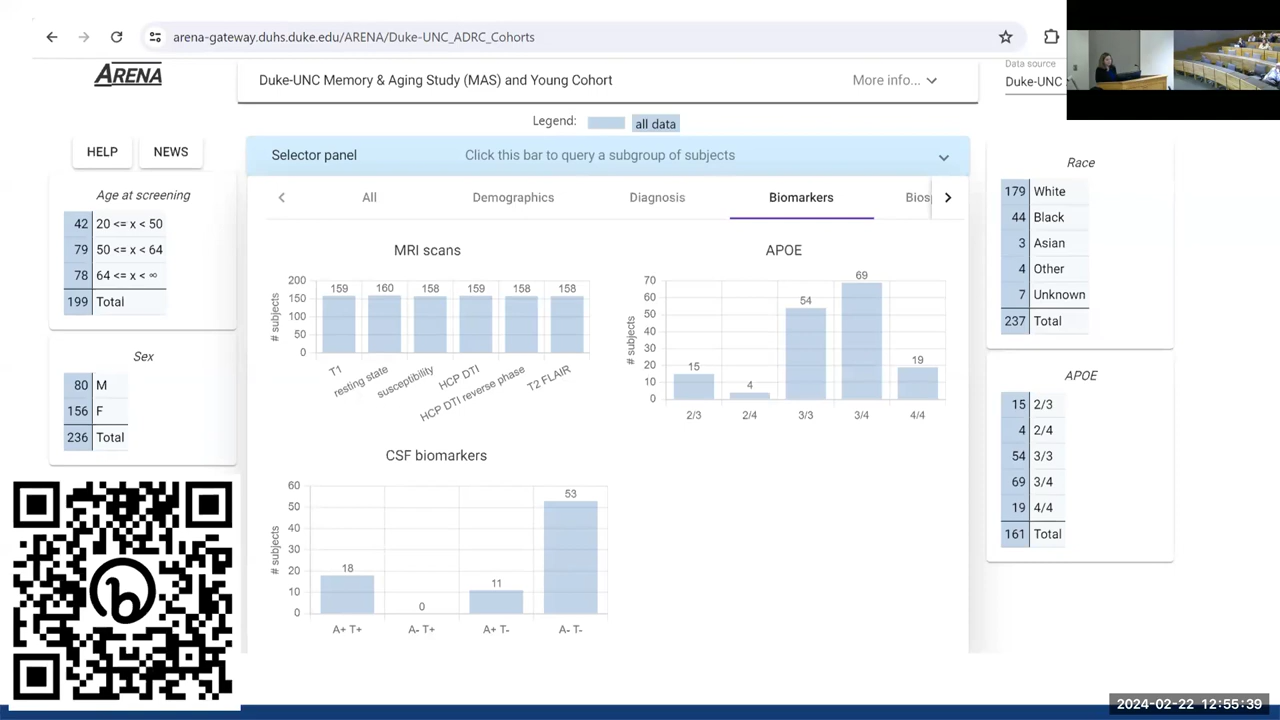 arena-gateway.duhs.duke.edu/ARENA/Duke-UNC_ADRC_Cohorts
ARENA
Duke-UNC Memory & Aging Study (MAS) and Young Cohort
More info...
Data source
Duke-UNC
Legend:
all data
HELP
NEWS
Selector panel
Click this bar to query a subgroup of subjects
All
Demographics
Diagnosis
Biomarkers
Bios
Age at screening
42 20 <= x < 50
79 50 <= x < 64
78 64 <= x < ∞
199 Total
Sex
80 M
156 F
236 Total
MRI scans
# subjects
200
150
100
50
0
159
160
158
159
158
158
T1
resting state
susceptibility
HCP DTI
HCP DTI reverse phase
T2 FLAIR
APOE
# subjects
70
60
50
40
30
20
10
0
15
4
54
69
19
2/3
2/4
3/3
3/4
4/4
CSF biomarkers
# subjects
60
50
40
30
20
10
0
18
0
11
53
A+ T+
A- T+
A+ T-
A- T-
Race
179 White
44 Black
3 Asian
4 Other
7 Unknown
237 Total
APOE
15 2/3
4 2/4
54 3/3
69 3/4
19 4/4
161 Total
2024-02-22 12:55:39